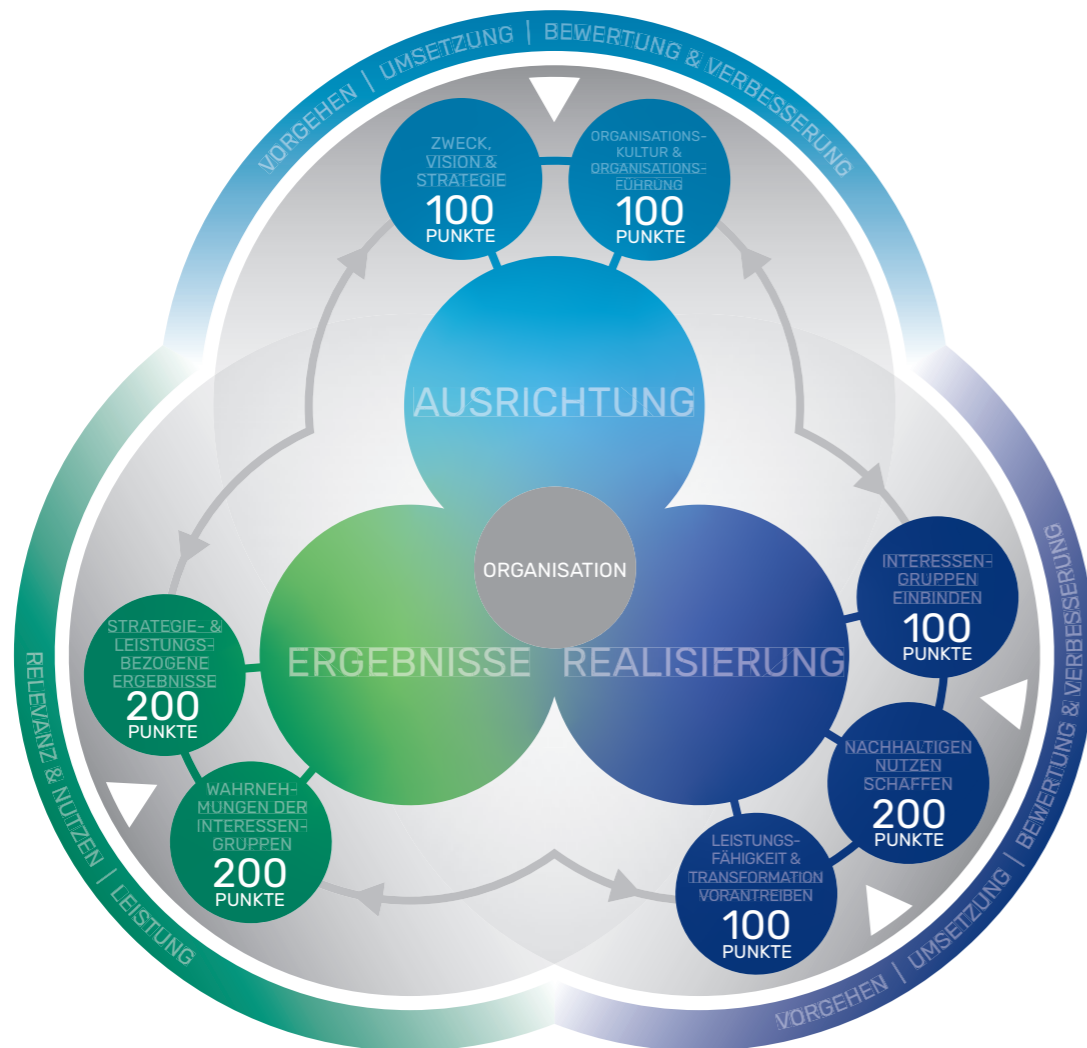 VORGEHEN | UMSETZUNG | BEWERTUNG & VERBESSERUNG
ZWECK,
VISION &
STRATEGIE
100
PUNKTE
ORGANISATIONS-
KULTUR &
ORGANISATIONS-
FÜHRUNG
100
PUNKTE
AUSRICHTUNG
ORGANISATION
ERGEBNISSE
REALISIERUNG
INTERESSEN-
GRUPPEN
EINBINDEN
100
PUNKTE
NACHHALTIGEN
NUTZEN
SCHAFFEN
200
PUNKTE
LEISTUNGS-
FÄHIGKEIT &
TRANSFORMATION
VORANTREIBEN
100
PUNKTE
VORGEHEN | UMSETZUNG | BEWERTUNG & VERBESSERUNG
STRATEGIE- &
LEISTUNGS-
BEZOGENE
ERGEBNISSE
200
PUNKTE
WAHRNEH-
MUNGEN DER
INTERESSEN-
GRUPPEN
200
PUNKTE
RELEVANZ & NUTZEN | LEISTUNG